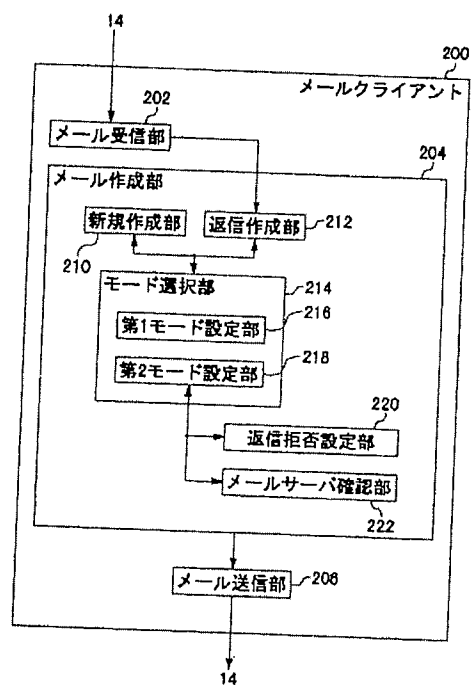 14
200
メールクライアント
202
メール受信部
204
メール作成部
新規作成部
返信作成部
212
210
モード選択部
214
第1モード設定部
216
第2モード設定部
218
220
返信拒否設定部
メールサーバ確認部
222
メール送信部
206
14